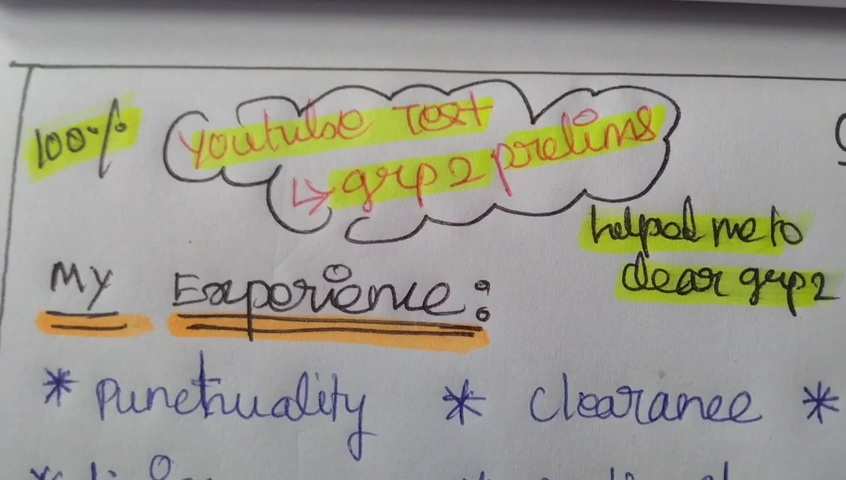 100%
Youtube Test
↳ grp 2 prelims
helped me to
clear grp 2
My Experience:
* Punctuality * Clearance *